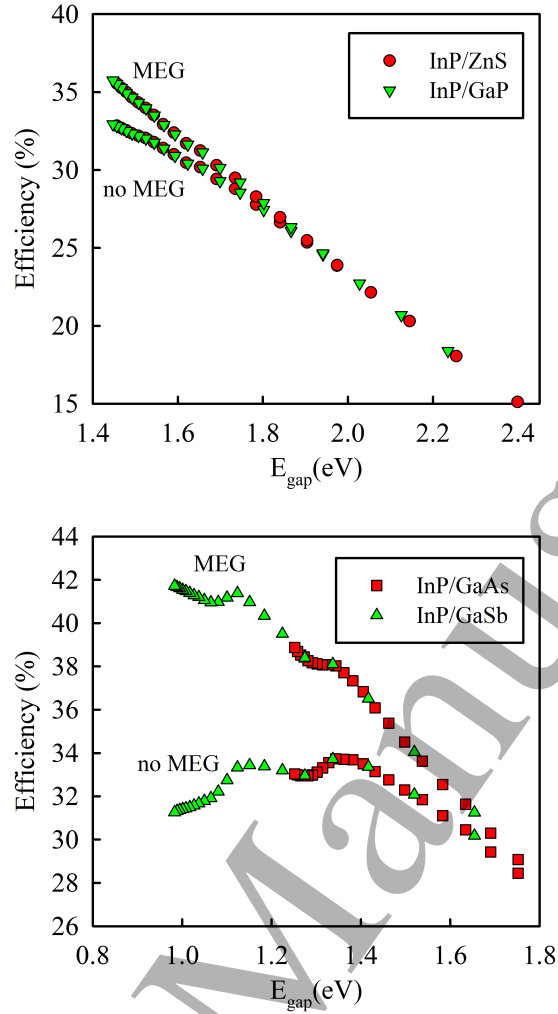 40
35
30
25
20
15
Efficiency (%)
MEG
no MEG
InP/ZnS
InP/GaP
1.4 1.6 1.8 2.0 2.2 2.4
E_gap(eV)
44
42
40
38
36
34
32
30
28
26
Efficiency (%)
MEG
no MEG
InP/GaAs
InP/GaSb
0.8 1.0 1.2 1.4 1.6 1.8
E_gap(eV)
Manus